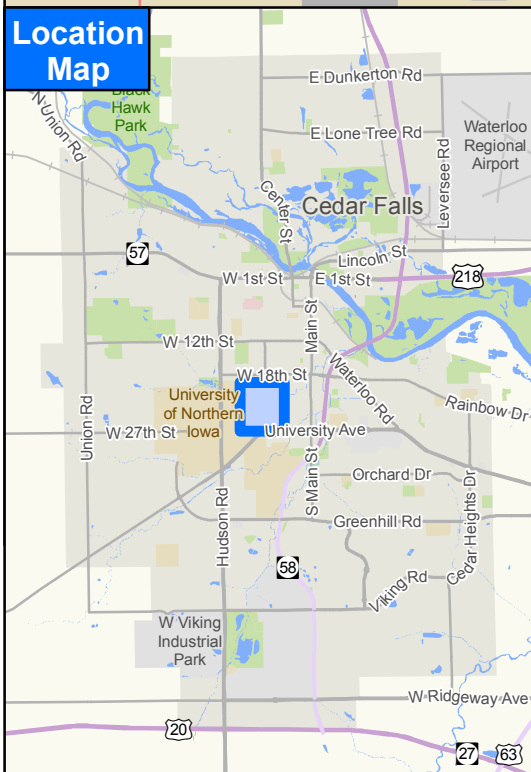 Location
Map
E Dunkerton Rd
Black
Hawk
Park
N Union Rd
E Lone Tree Rd
Waterloo
Regional
Airport
Leversee Rd
Center St
Cedar Falls
57
Lincoln St
W 1st St
E 1st St
218
Main St
W 12th St
W 18th St
Waterloo Rd
University
of Northern
Iowa
Rainbow Dr
Union Rd
W 27th St
University Ave
S Main St
Orchard Dr
Hudson Rd
Greenhill Rd
Cedar Heights Dr
58
Viking Rd
W Viking
Industrial
Park
W Ridgeway Ave
20
27
63